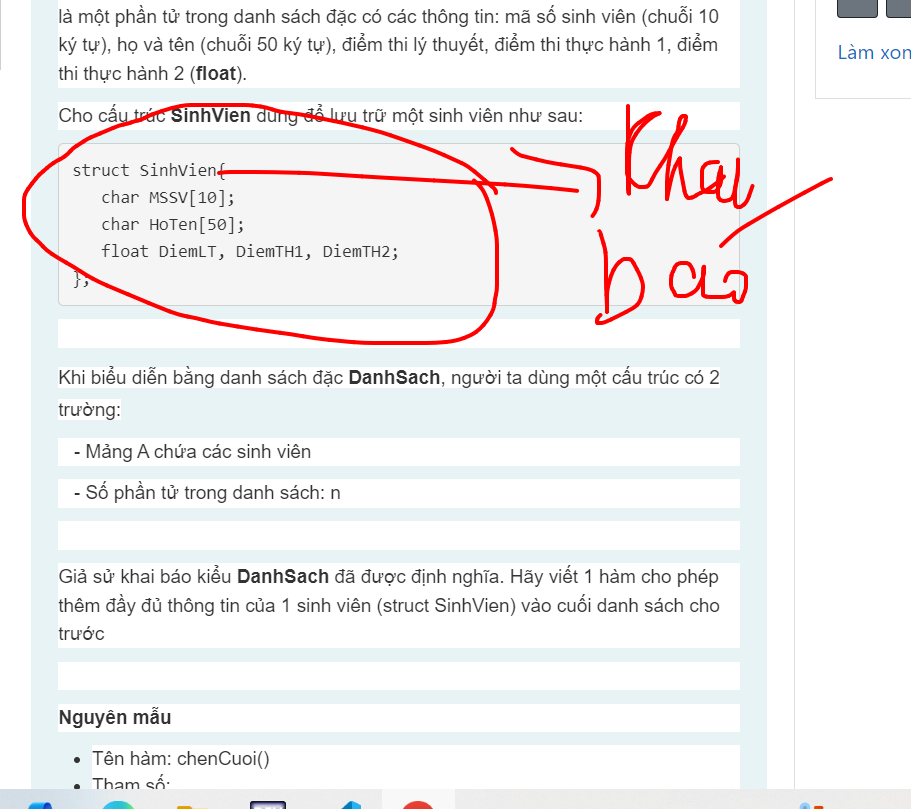 là một phần tử trong danh sách đặc có các thông tin: mã số sinh viên (chuỗi 10
ký tự), họ và tên (chuỗi 50 ký tự), điểm thi lý thuyết, điểm thi thực hành 1, điểm
thi thực hành 2 (float).
Cho cấu trúc SinhVien dùng để lưu trữ một sinh viên như sau:
struct SinhVien{
char MSSV[10];
char HoTen[50];
float DiemLT, DiemTH1, DiemTH2;
};
Khai
báo
Khi biểu diễn bằng danh sách đặc DanhSach, người ta dùng một cấu trúc có 2
trường:
- Mảng A chứa các sinh viên
- Số phần tử trong danh sách: n
Giả sử khai báo kiểu DanhSach đã được định nghĩa. Hãy viết 1 hàm cho phép
thêm đầy đủ thông tin của 1 sinh viên (struct SinhVien) vào cuối danh sách cho
trước
Nguyên mẫu
Tên hàm: chenCuoi()
Tham số:
Làm xon